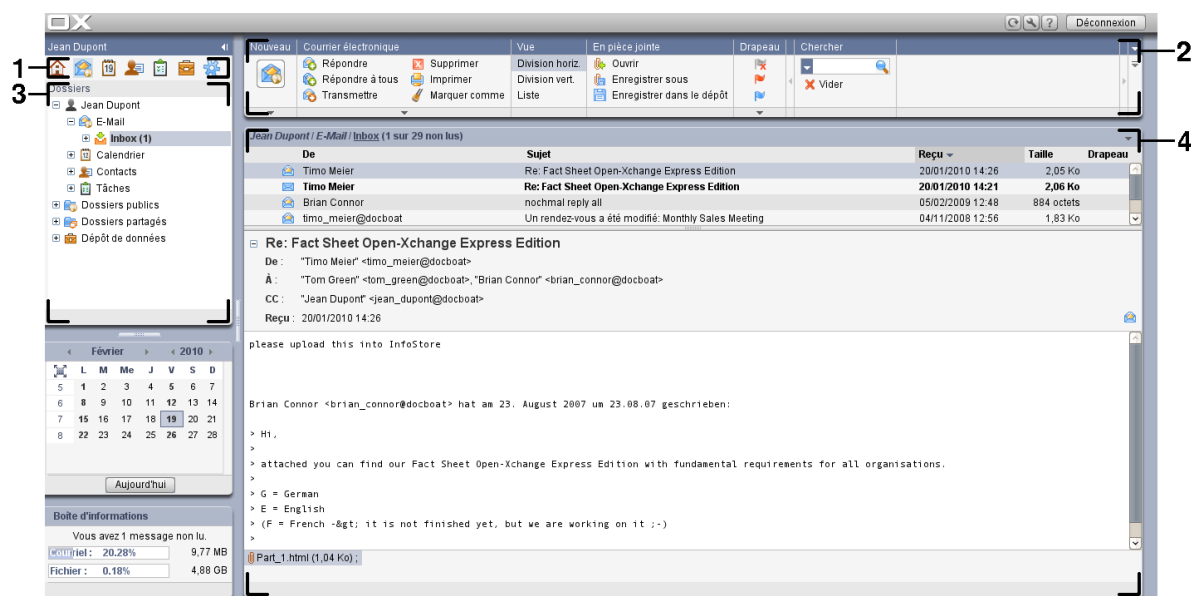 OX
? Déconnexion
Jean Dupont
1
3
2
4
Nouveau Courrier électronique Vue En pièce jointe Drapeau Chercher
Répondre Supprimer Division horiz. Ouvrir
Répondre à tous Imprimer Division vert. Enregistrer sous Vider
Transmettre Marquer comme Liste Enregistrer dans le dépôt
Dossiers
Jean Dupont
E-Mail
Inbox (1)
Calendrier
Contacts
Tâches
Dossiers publics
Dossiers partagés
Dépôt de données
Jean Dupont / E-Mail / Inbox (1 sur 29 non lus)
De Sujet Reçu Taille Drapeau
Timo Meier Re: Fact Sheet Open-Xchange Express Edition 20/01/2010 14:26 2,05 Ko
Timo Meier Re: Fact Sheet Open-Xchange Express Edition 20/01/2010 14:21 2,06 Ko
Brian Connor nochmal reply all 05/02/2009 12:48 884 octets
timo_meier@docboat Un rendez-vous a été modifié: Monthly Sales Meeting 04/11/2008 12:56 1,83 Ko
Re: Fact Sheet Open-Xchange Express Edition
De : "Timo Meier" <timo_meier@docboat>
À : "Tom Green" <tom_green@docboat>, "Brian Connor" <brian_connor@docboat>
CC : "Jean Dupont" <jean_dupont@docboat>
Reçu : 20/01/2010 14:26
please upload this into InfoStore
Brian Connor <brian_connor@docboat> hat am 23. August 2007 um 23.08.07 geschrieben:
> Hi,
>
> attached you can find our Fact Sheet Open-Xchange Express Edition with fundamental requirements for all organisations.
>
> G = German
> E = English
> (F = French -&gt; it is not finished yet, but we are working on it ;-)
>
Part_1.html (1,04 Ko) ;
Février 2010
L M Me J V S D
5 1 2 3 4 5 6 7
6 8 9 10 11 12 13 14
7 15 16 17 18 19 20 21
8 22 23 24 25 26 27 28
Aujourd'hui
Boîte d'informations
Vous avez 1 message non lu.
Courriel : 20.28% 9,77 MB
Fichier : 0.18% 4,88 GB